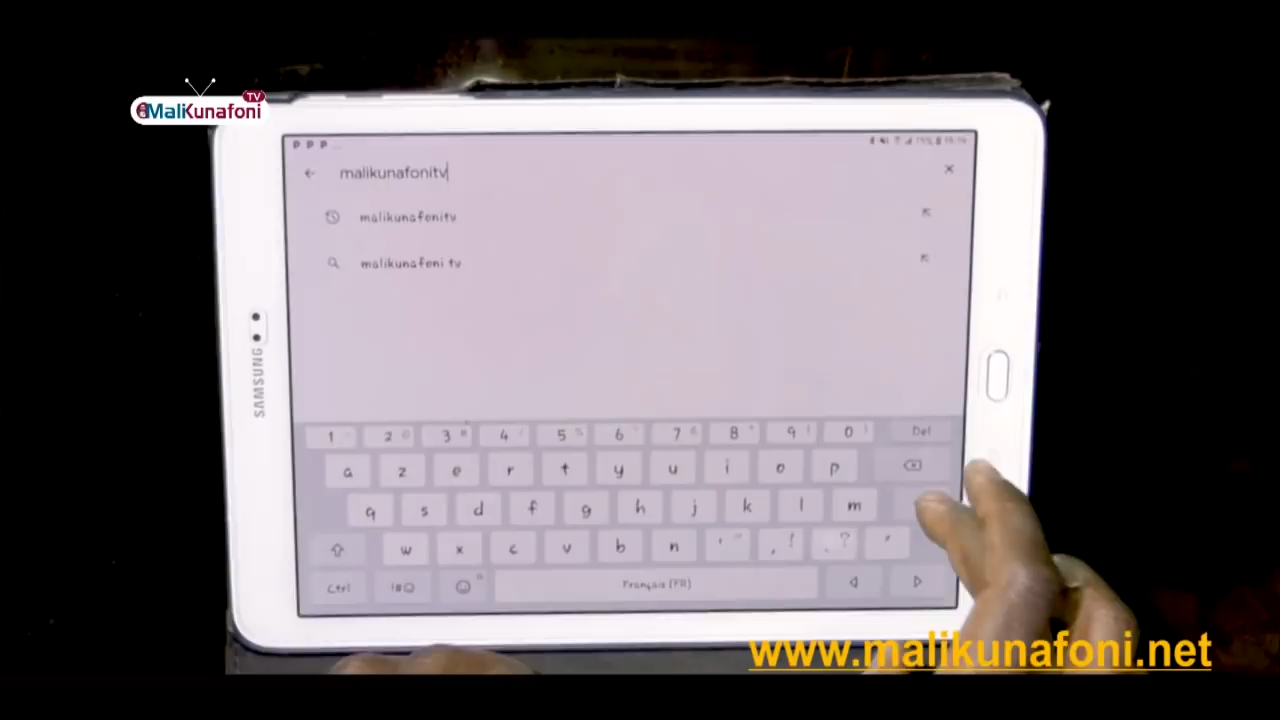 TV
MaliKunafoni
P P P
malikunafonitv
malikunafonitv
malikunafoni tv
SAMSUNG
1 2 3 4 5 6 7 8 9 0 Del
a z e r t y u i o p
q s d f g h j k l m
w x c v b n ' , ! . ? '
Ctrl !#☺ Français (FR)
www.malikunafoni.net